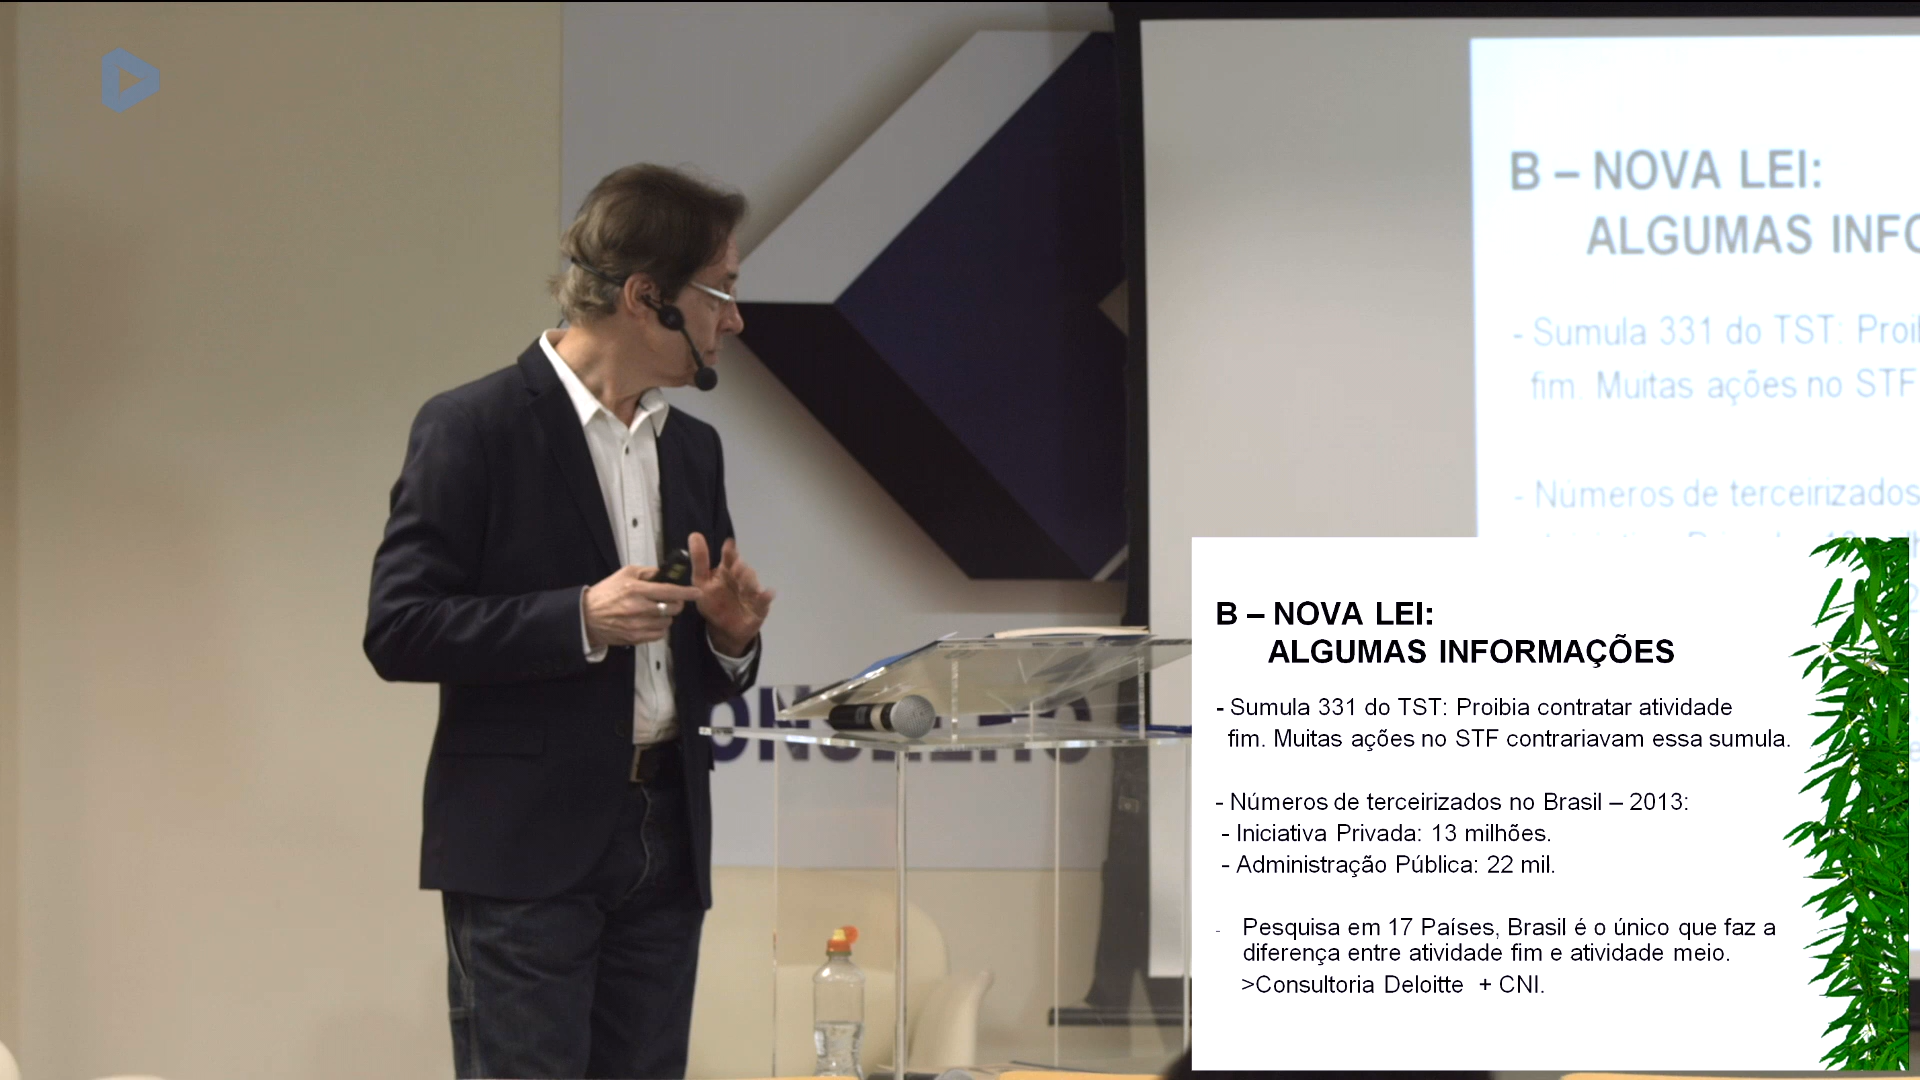 B – NOVA LEI:
ALGUMAS INFO
- Sumula 331 do TST: Proib
fim. Muitas ações no STF
- Números de terceirizados
ONSELHO
B – NOVA LEI:
ALGUMAS INFORMAÇÕES
- Sumula 331 do TST: Proibia contratar atividade
fim. Muitas ações no STF contrariavam essa sumula.
- Números de terceirizados no Brasil – 2013:
- Iniciativa Privada: 13 milhões.
- Administração Pública: 22 mil.
- Pesquisa em 17 Países, Brasil é o único que faz a
diferença entre atividade fim e atividade meio.
>Consultoria Deloitte + CNI.